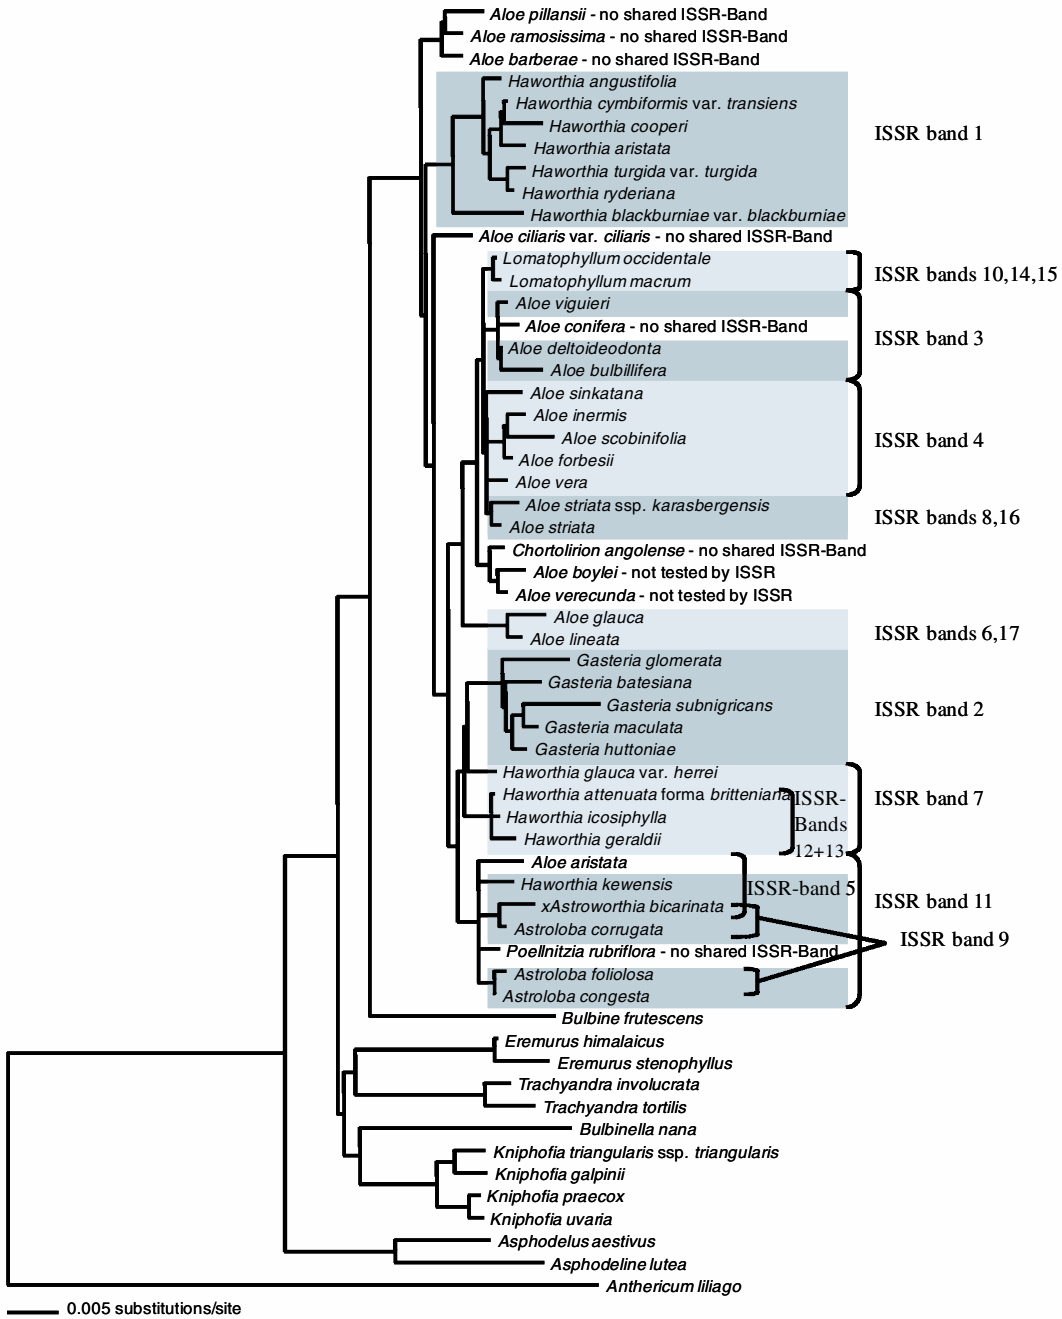 Aloe pillansii - no shared ISSR-Band
Aloe ramosissima - no shared ISSR-Band
Aloe barberae - no shared ISSR-Band
Haworthia angustifolia
Haworthia cymbiformis var. transiens
Haworthia cooperi
ISSR band 1
Haworthia aristata
Haworthia turgida var. turgida
Haworthia ryderiana
Haworthia blackburniae var. blackburniae
Aloe ciliaris var. ciliaris - no shared ISSR-Band
Lomatophyllum occidentale
ISSR bands 10,14,15
Lomatophyllum macrum
Aloe viguieri
Aloe conifera - no shared ISSR-Band
ISSR band 3
Aloe deltoideodonta
Aloe bulbillifera
Aloe sinkatana
Aloe inermis
Aloe scobinifolia
ISSR band 4
Aloe forbesii
Aloe vera
Aloe striata ssp. karasbergensis
ISSR bands 8,16
Aloe striata
Chortolirion angolense - no shared ISSR-Band
Aloe boylei - not tested by ISSR
Aloe verecunda - not tested by ISSR
Aloe glauca
ISSR bands 6,17
Aloe lineata
Gasteria glomerata
Gasteria batesiana
Gasteria subnigricans
ISSR band 2
Gasteria maculata
Gasteria huttoniae
Haworthia glauca var. herrei
Haworthia attenuata forma britteniana
ISSR-
Bands
12+13
ISSR band 7
Haworthia icosiphylla
Haworthia geraldii
Aloe aristata
Haworthia kewensis
ISSR-band 5
ISSR band 11
xAstroworthia bicarinata
Astroloba corrugata
ISSR band 9
Poellnitzia rubriflora - no shared ISSR-Band
Astroloba foliolosa
Astroloba congesta
Bulbine frutescens
Eremurus himalaicus
Eremurus stenophyllus
Trachyandra involucrata
Trachyandra tortilis
Bulbinella nana
Kniphofia triangularis ssp. triangularis
Kniphofia galpinii
Kniphofia praecox
Kniphofia uvaria
Asphodelus aestivus
Asphodeline lutea
Anthericum liliago
0.005 substitutions/site